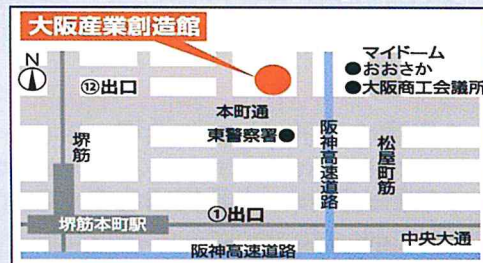 大阪産業創造館
N
マイドーム
●おおさか
●大阪商工会議所
⑫出口
本町通
東警察署●
堺筋
阪神高速道路
松屋町筋
①出口
堺筋本町駅
中央大通
阪神高速道路